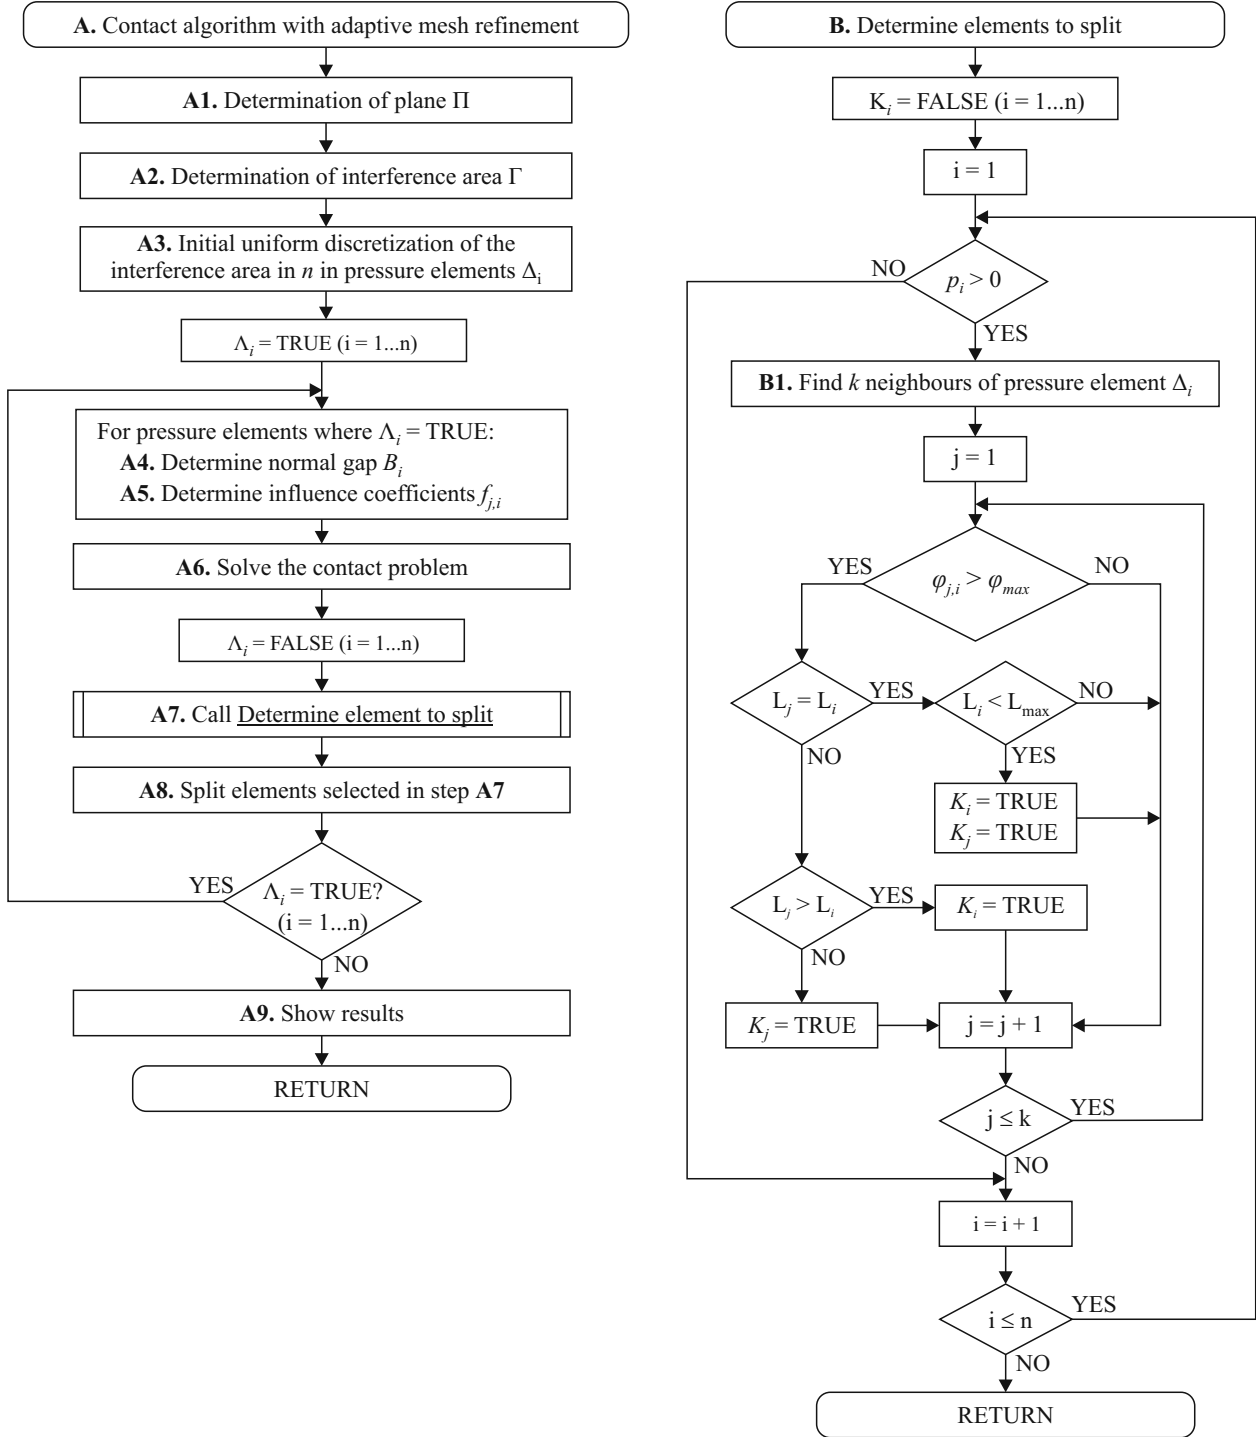 A. Contact algorithm with adaptive mesh refinement
A1. Determination of plane Π
A2. Determination of interference area Γ
A3. Initial uniform discretization of the
interference area in n in pressure elements Δi
Λi = TRUE (i = 1...n)
For pressure elements where Λi = TRUE:
A4. Determine normal gap Bi
A5. Determine influence coefficients fj,i
A6. Solve the contact problem
Λi = FALSE (i = 1...n)
A7. Call Determine element to split
A8. Split elements selected in step A7
YES
Λi = TRUE?
(i = 1...n)
NO
A9. Show results
RETURN
B. Determine elements to split
Ki = FALSE (i = 1...n)
i = 1
NO
pi > 0
YES
B1. Find k neighbours of pressure element Δi
j = 1
YES
φj,i > φmax
NO
Lj = Li
YES
Li < Lmax
NO
NO
YES
Ki = TRUE
Kj = TRUE
Lj > Li
YES
Ki = TRUE
NO
Kj = TRUE
j = j + 1
j ≤ k
YES
NO
i = i + 1
i ≤ n
YES
NO
RETURN